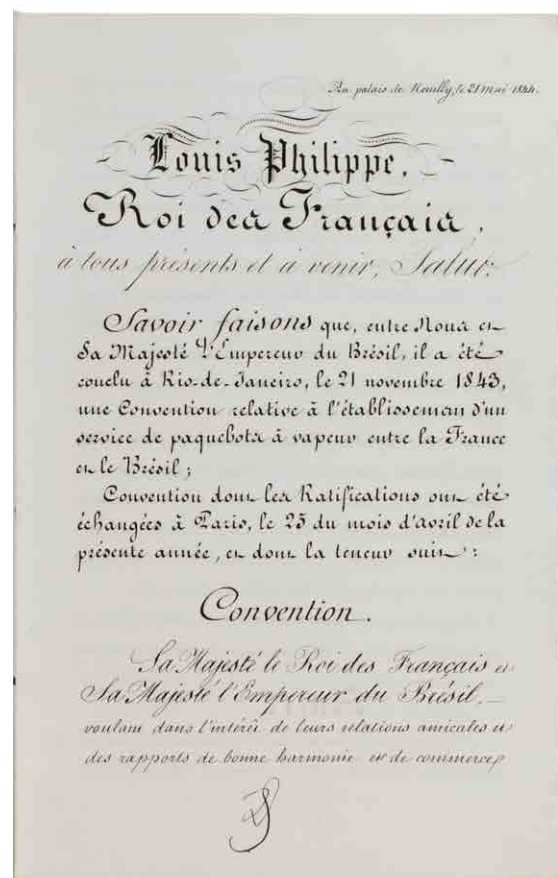 Au palais de Neuilly, le 21 mai 1844.
Louis Philippe,
Roi des Français,
à tous présents et à venir, Salut:
Savoir faisons que, entre Nous et
Sa Majesté l'Empereur du Brésil, il a été
conclu à Rio-de-Janeiro, le 21 novembre 1843,
une Convention relative à l'établissement d'un
service de paquebots à vapeur entre la France
et le Brésil;
Convention dont les Ratifications ont été
échangées à Paris, le 25 du mois d'avril de la
présente année, et dont la teneur suit:
Convention.
Sa Majesté le Roi des Français et
Sa Majesté l'Empereur du Brésil,
voulant dans l'intérêt de leurs relations amicales et
des rapports de bonne harmonie et de commerce,